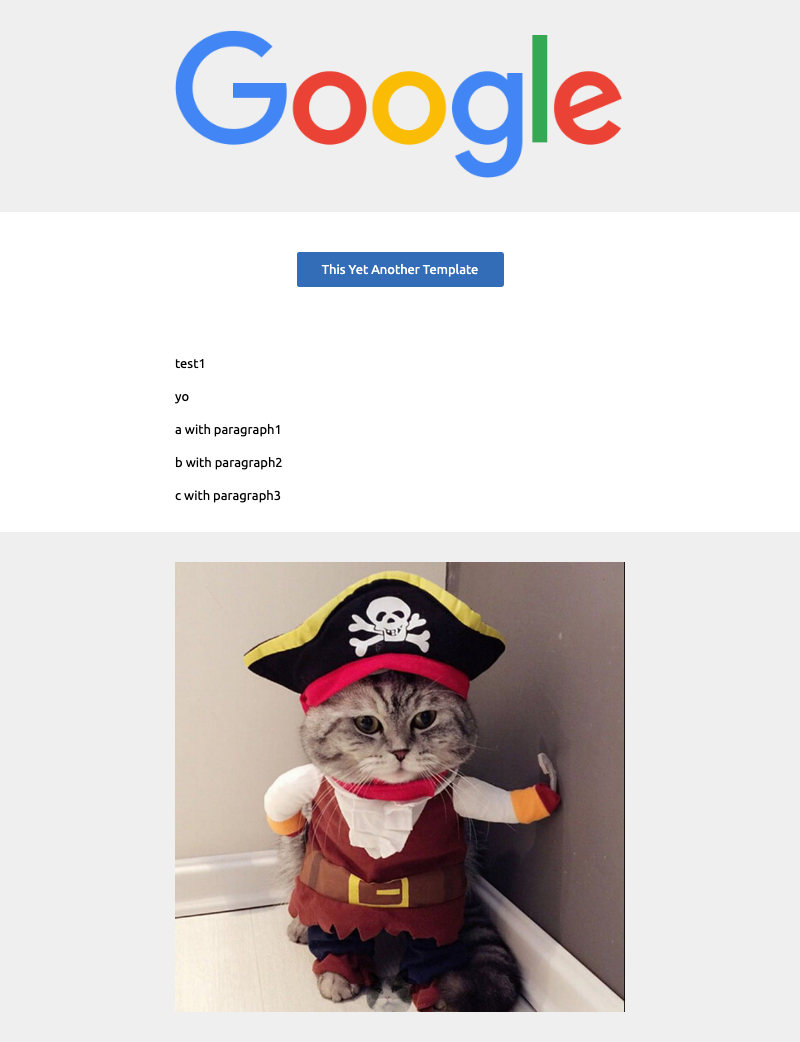 Google
This Yet Another Template
test1
yo
a with paragraph1
b with paragraph2
c with paragraph3